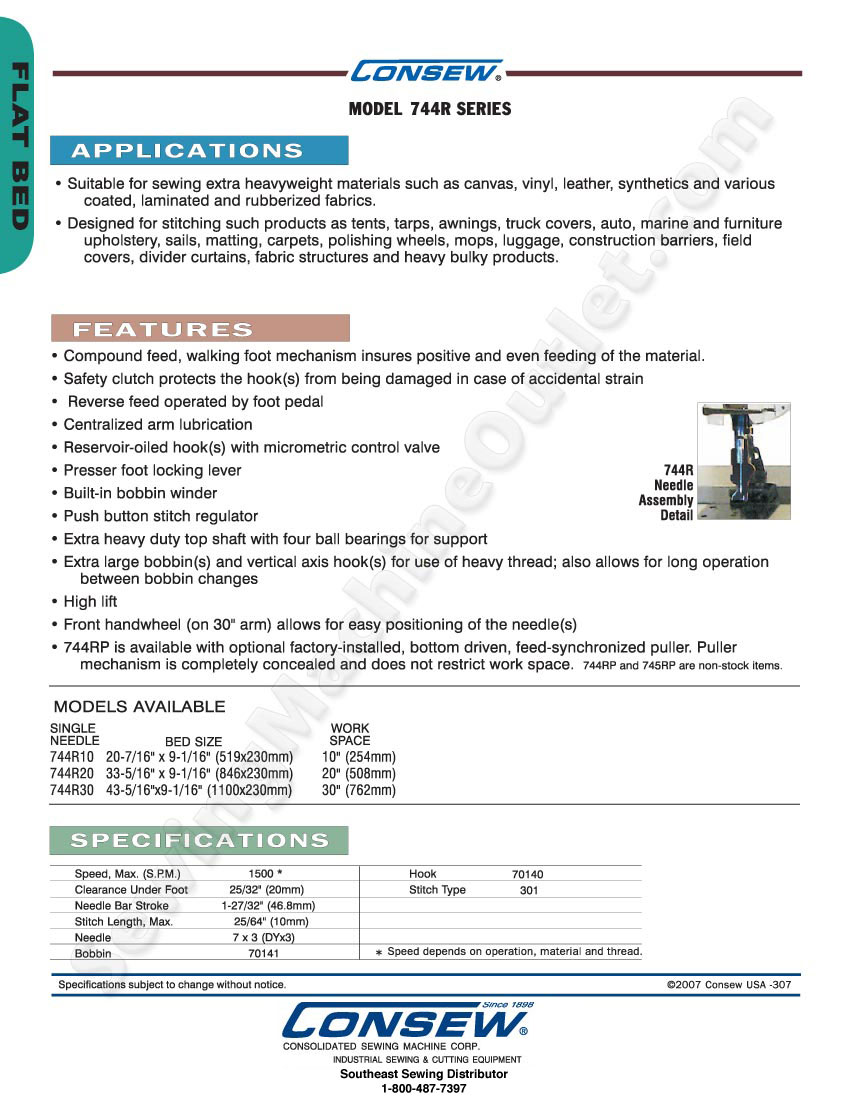 FLAT BED
CONSEW®
MODEL 744R SERIES
APPLICATIONS
• Suitable for sewing extra heavyweight materials such as canvas, vinyl, leather, synthetics and various
coated, laminated and rubberized fabrics.
• Designed for stitching such products as tents, tarps, awnings, truck covers, auto, marine and furniture
upholstery, sails, matting, carpets, polishing wheels, mops, luggage, construction barriers, field
covers, divider curtains, fabric structures and heavy bulky products.
FEATURES
• Compound feed, walking foot mechanism insures positive and even feeding of the material.
• Safety clutch protects the hook(s) from being damaged in case of accidental strain
• Reverse feed operated by foot pedal
• Centralized arm lubrication
• Reservoir-oiled hook(s) with micrometric control valve
• Presser foot locking lever
• Built-in bobbin winder
• Push button stitch regulator
• Extra heavy duty top shaft with four ball bearings for support
• Extra large bobbin(s) and vertical axis hook(s) for use of heavy thread; also allows for long operation
between bobbin changes
• High lift
• Front handwheel (on 30" arm) allows for easy positioning of the needle(s)
• 744RP is available with optional factory-installed, bottom driven, feed-synchronized puller. Puller
mechanism is completely concealed and does not restrict work space. 744RP and 745RP are non-stock items.
744R
Needle
Assembly
Detail
MODELS AVAILABLE
SINGLE WORK
NEEDLE BED SIZE SPACE
744R10 20-7/16" x 9-1/16" (519x230mm) 10" (254mm)
744R20 33-5/16" x 9-1/16" (846x230mm) 20" (508mm)
744R30 43-5/16"x9-1/16" (1100x230mm) 30" (762mm)
SPECIFICATIONS
Speed, Max. (S.P.M.) 1500 * Hook 70140
Clearance Under Foot 25/32" (20mm) Stitch Type 301
Needle Bar Stroke 1-27/32" (46.8mm)
Stitch Length, Max. 25/64" (10mm)
Needle 7 x 3 (DYx3)
Bobbin 70141 * Speed depends on operation, material and thread.
Specifications subject to change without notice. ©2007 Consew USA -307
Since 1898
CONSEW®
CONSOLIDATED SEWING MACHINE CORP.
INDUSTRIAL SEWING & CUTTING EQUIPMENT
Southeast Sewing Distributor
1-800-487-7397
SewingMachineOutlet.com